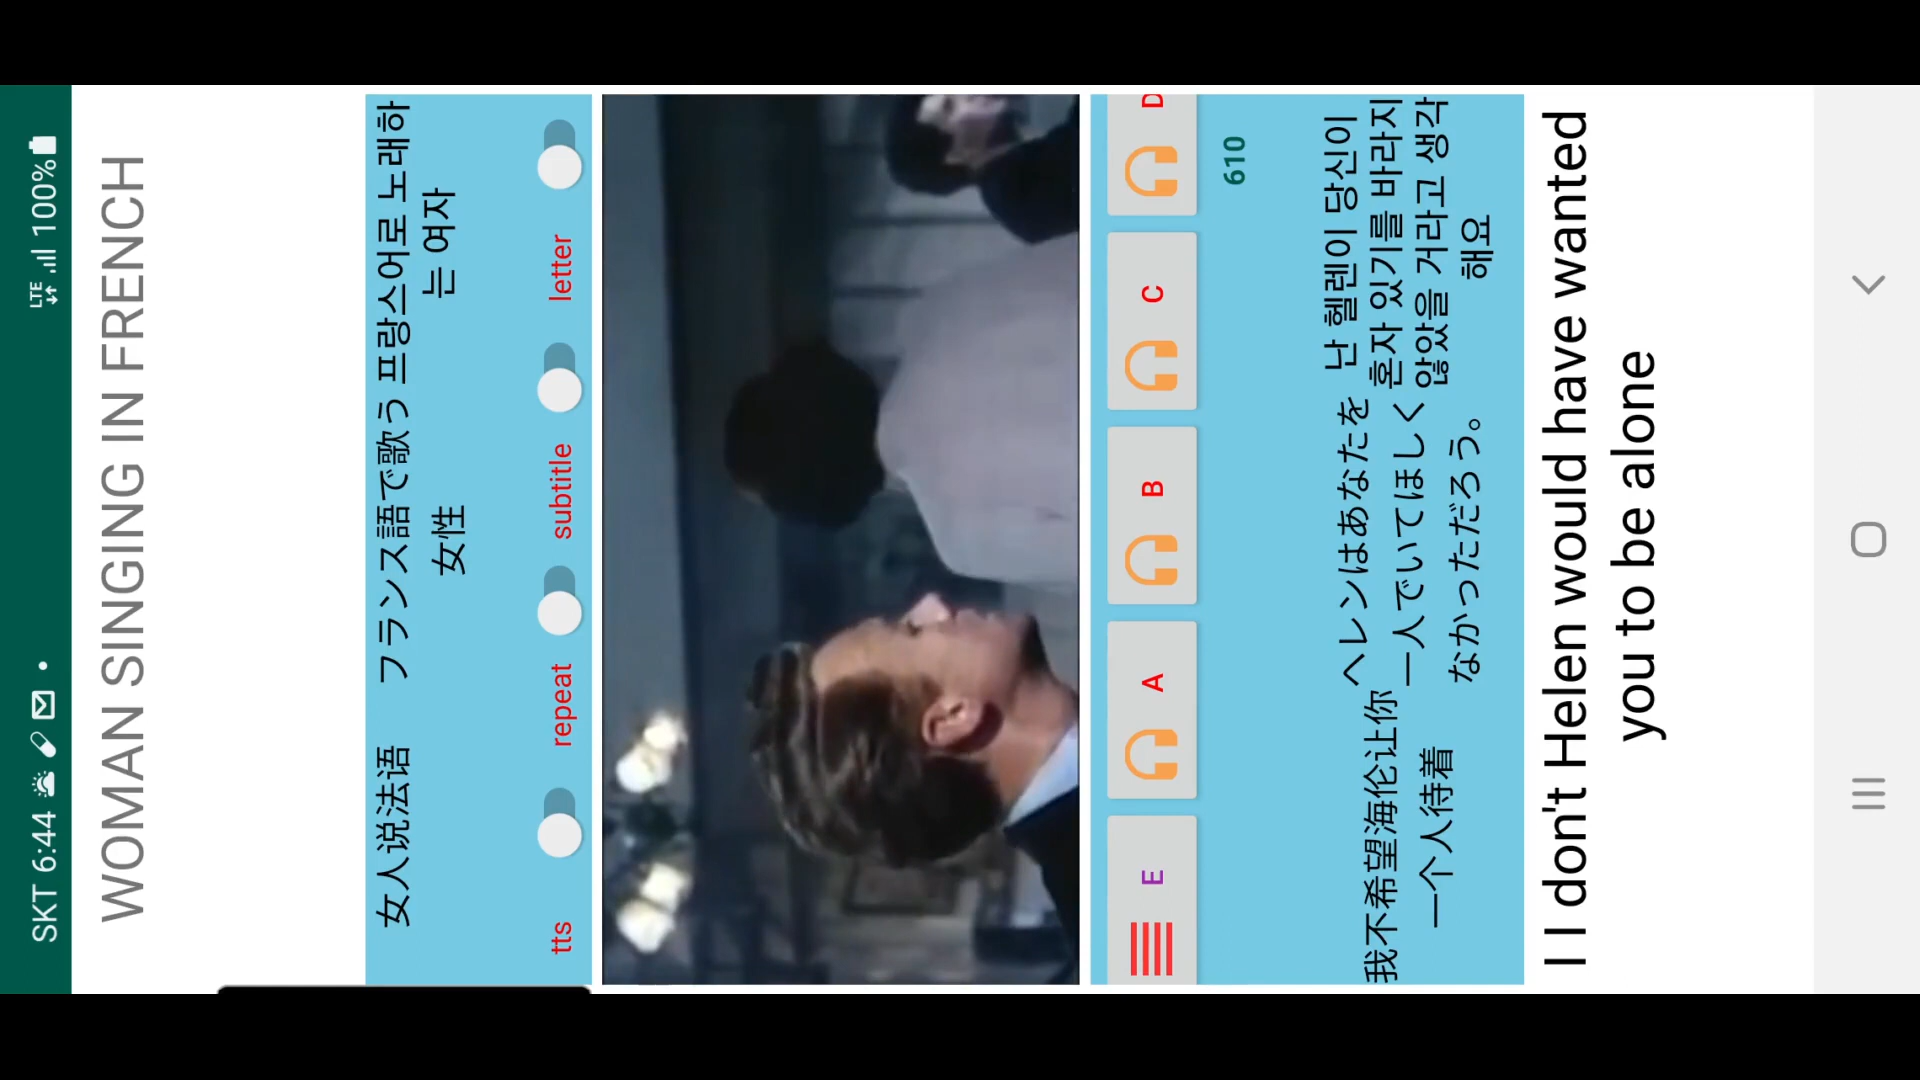 SKT 6:44
LTE
100%
WOMAN SINGING IN FRENCH
女人说法语
フランス語で歌う
女性
프랑스어로 노래하
는 여자
tts
repeat
subtitle
letter
E
A
B
C
D
610
我不希望海伦让你
一个人待着
ヘレンはあなたを
一人でいてほしく
なかっただろう。
난 헬렌이 당신이
혼자 있기를 바라지
않았을 거라고 생각
해요
I I don't Helen would have wanted
you to be alone